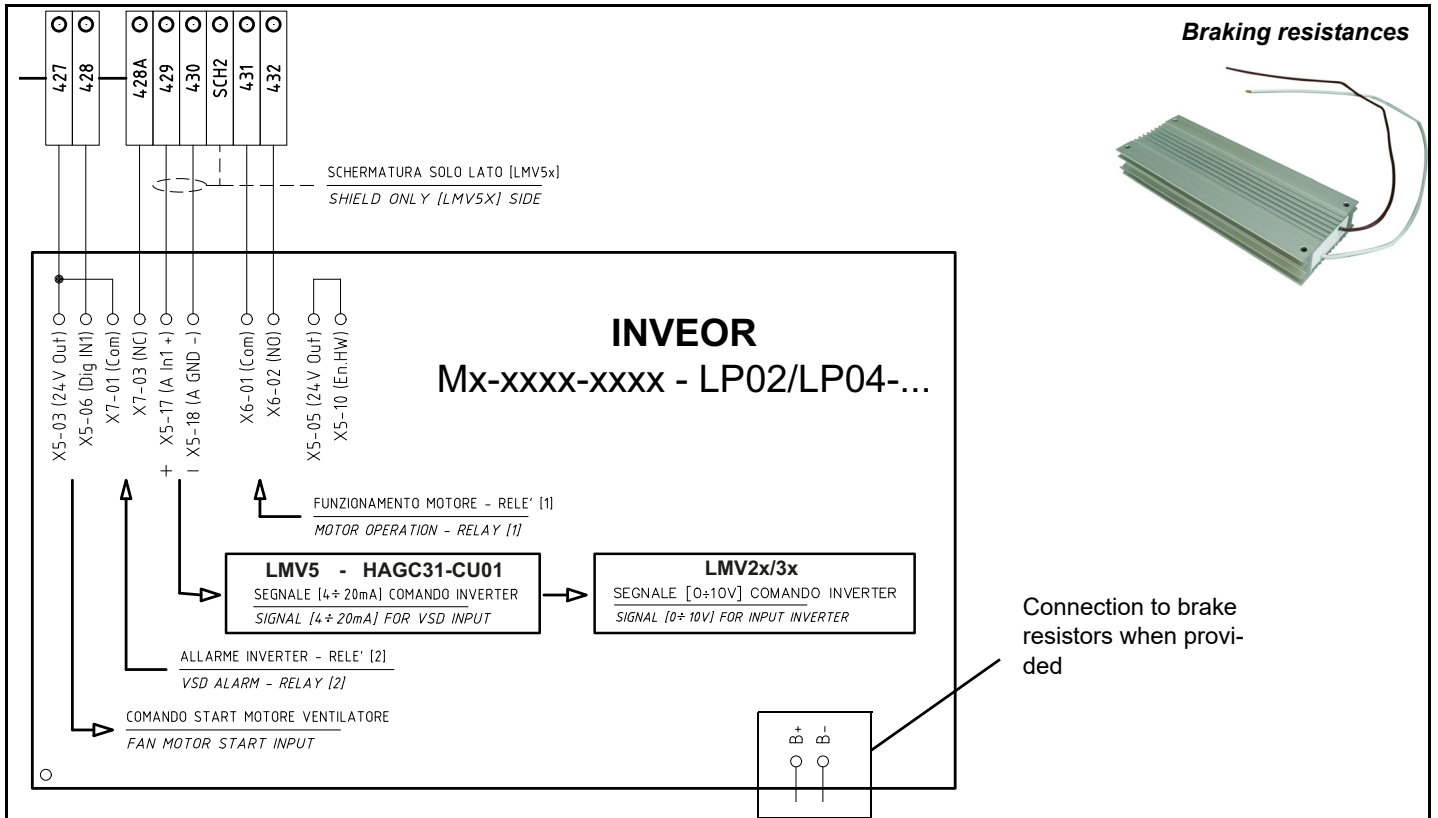 Braking resistances
427
428
428A
429
430
SCH2
431
432
SCHERMATURA SOLO LATO [LMV5x]
SHIELD ONLY [LMV5X] SIDE
X5-03 (24V Out)
X5-06 (Dig IN1)
X7-01 (Com)
X7-03 (NC)
+ X5-17 (A In1 +)
− X5-18 (A GND -)
X6-01 (Com)
X6-02 (NO)
X5-05 (24V Out)
X5-10 (En.HW)
INVEOR
Mx-xxxx-xxxx - LP02/LP04-...
FUNZIONAMENTO MOTORE - RELE' [1]
MOTOR OPERATION - RELAY [1]
LMV5 - HAGC31-CU01
SEGNALE [4÷20mA] COMANDO INVERTER
SIGNAL [4÷20mA] FOR VSD INPUT
LMV2x/3x
SEGNALE [0÷10V] COMANDO INVERTER
SIGNAL [0÷10V] FOR INPUT INVERTER
Connection to brake
resistors when provi-
ded
ALLARME INVERTER - RELE' [2]
VSD ALARM - RELAY [2]
COMANDO START MOTORE VENTILATORE
FAN MOTOR START INPUT
B+
B-